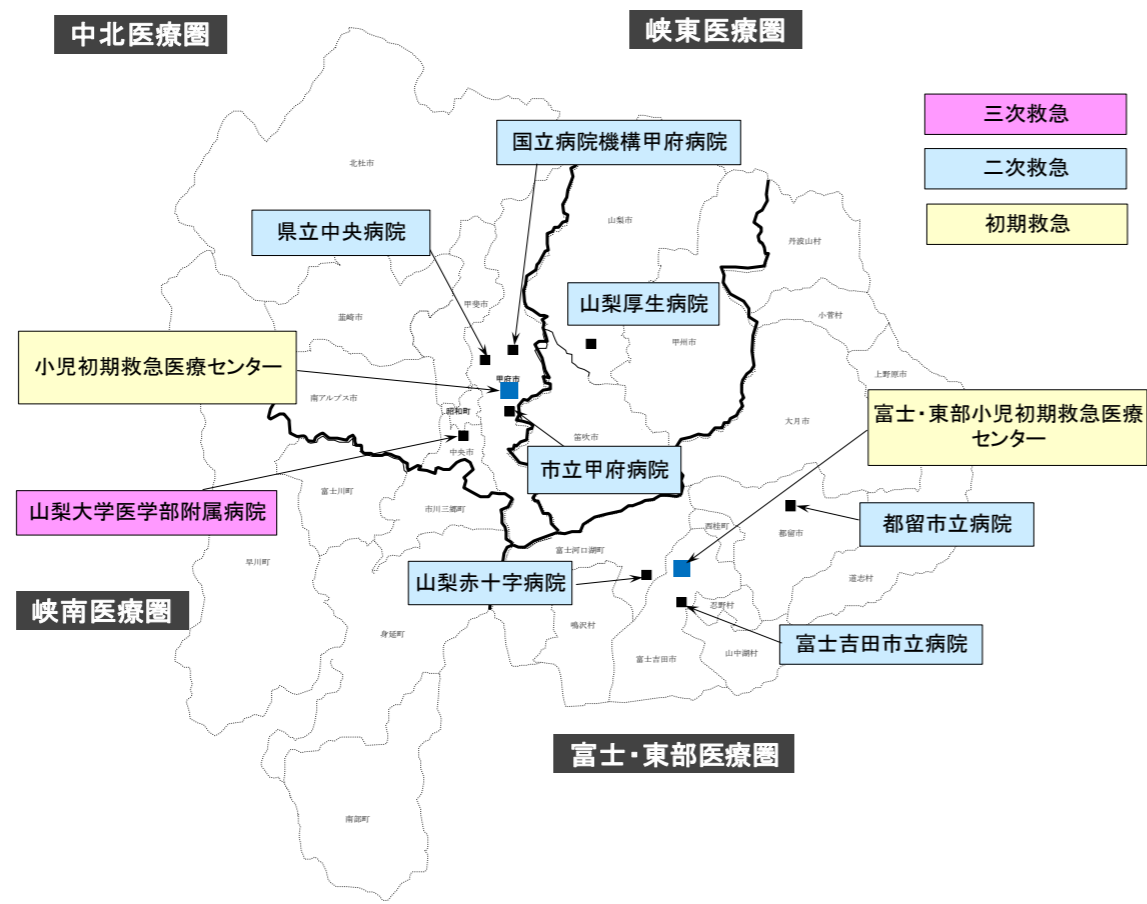 中北医療圏
峡東医療圏
三次救急
二次救急
初期救急
国立病院機構甲府病院
県立中央病院
山梨厚生病院
小児初期救急医療センター
富士・東部小児初期救急医療
センター
市立甲府病院
山梨大学医学部附属病院
都留市立病院
山梨赤十字病院
富士吉田市立病院
峡南医療圏
富士・東部医療圏
北杜市
山梨市
丹波山村
甲斐市
韮崎市
小菅村
甲州市
上野原市
甲府市
南アルプス市
昭和町
大月市
笛吹市
中央市
富士川町
市川三郷町
西桂町
都留市
富士河口湖町
早川町
道志村
忍野村
鳴沢村
身延町
富士吉田市
山中湖村
南部町